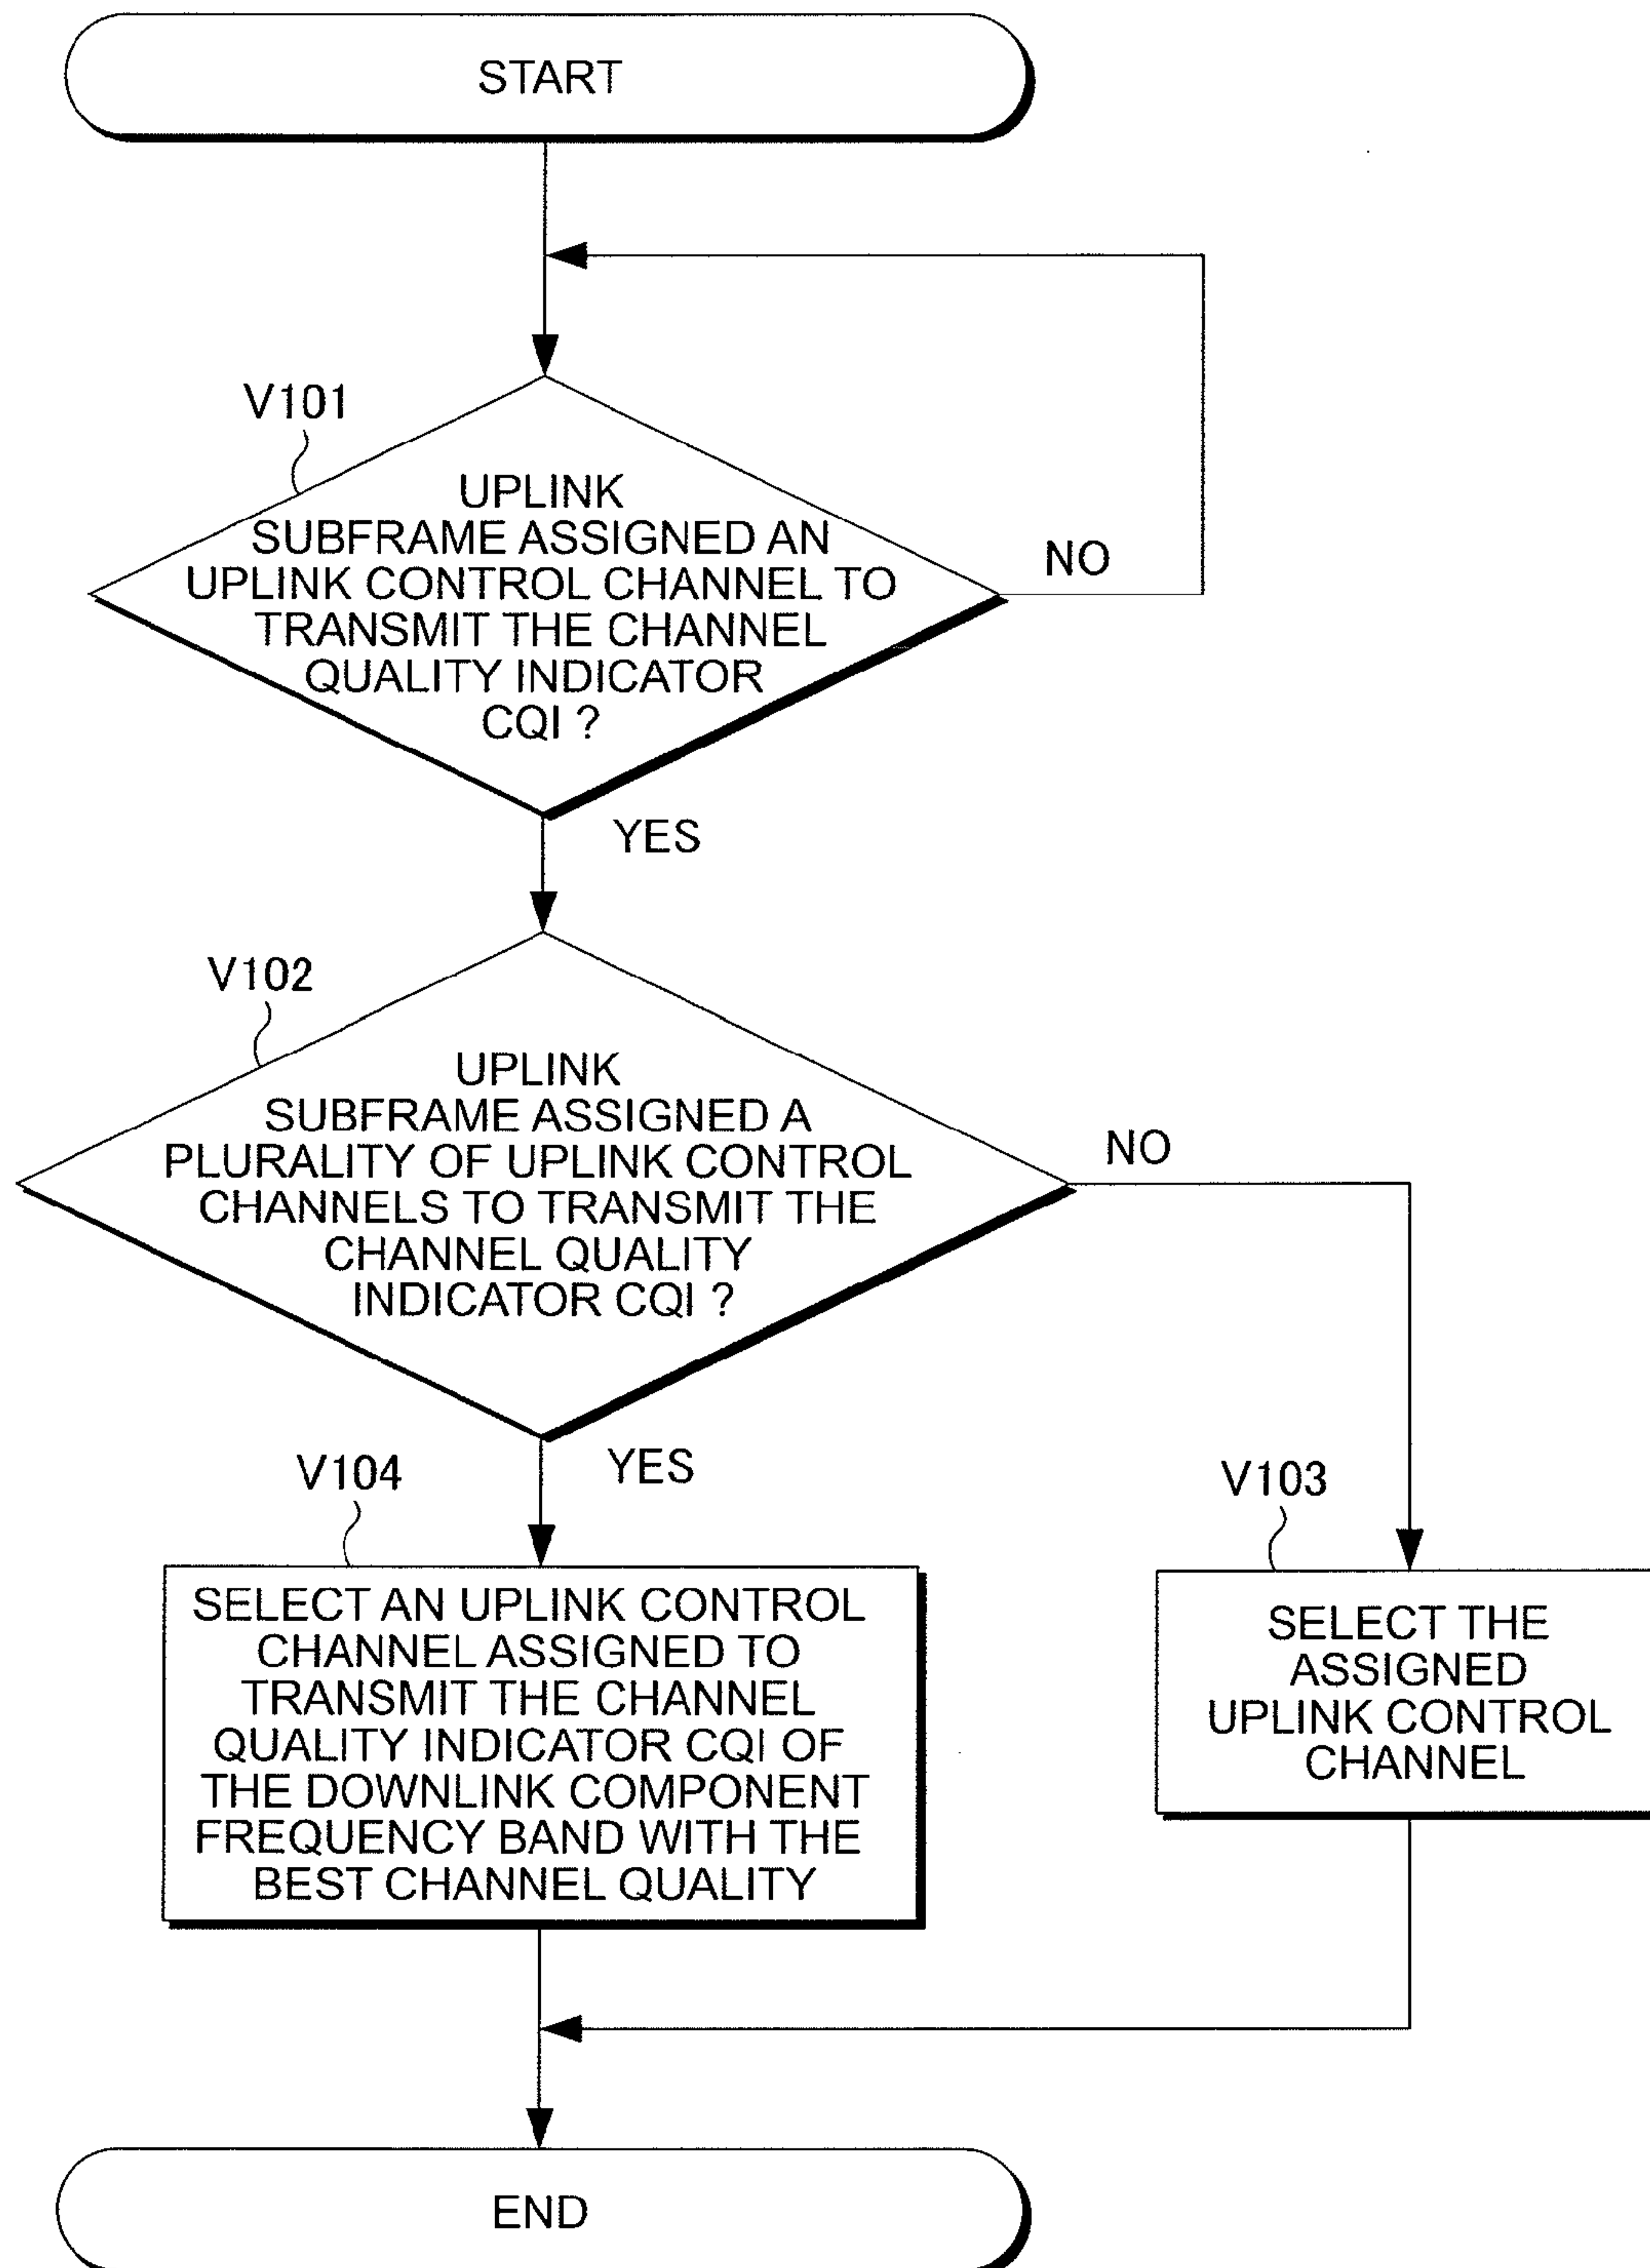 START
V101
UPLINK
SUBFRAME ASSIGNED AN
UPLINK CONTROL CHANNEL TO
TRANSMIT THE CHANNEL
QUALITY INDICATOR
CQI ?
NO
YES
V102
UPLINK
SUBFRAME ASSIGNED A
PLURALITY OF UPLINK CONTROL
CHANNELS TO TRANSMIT THE
CHANNEL QUALITY
INDICATOR CQI ?
NO
YES
V104
SELECT AN UPLINK CONTROL
CHANNEL ASSIGNED TO
TRANSMIT THE CHANNEL
QUALITY INDICATOR CQI OF
THE DOWNLINK COMPONENT
FREQUENCY BAND WITH THE
BEST CHANNEL QUALITY
V103
SELECT THE
ASSIGNED
UPLINK CONTROL
CHANNEL
END